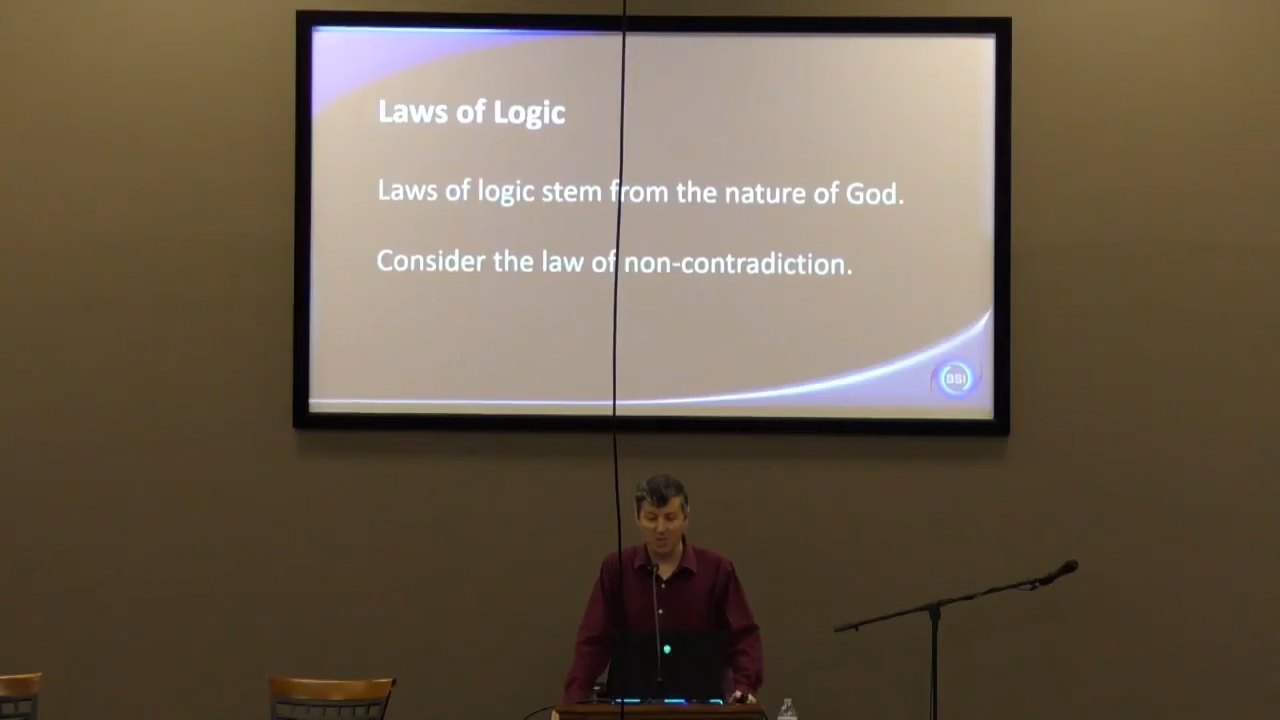 Laws of Logic
Laws of logic stem from the nature of God.
Consider the law of non-contradiction.
BSI